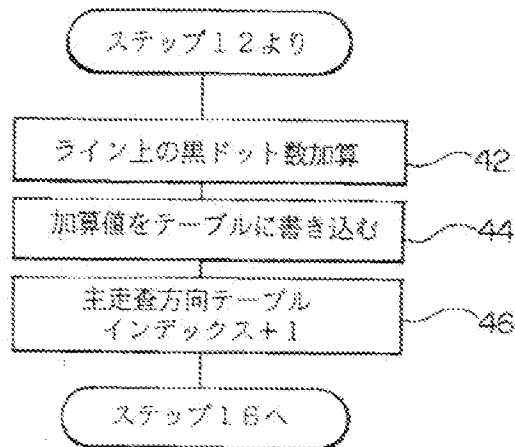 ステップ12より
ライン上の黒ドット数加算
42
加算値をテーブルに書き込む
44
主走査方向テーブル
インデックス+1
46
ステップ16へ